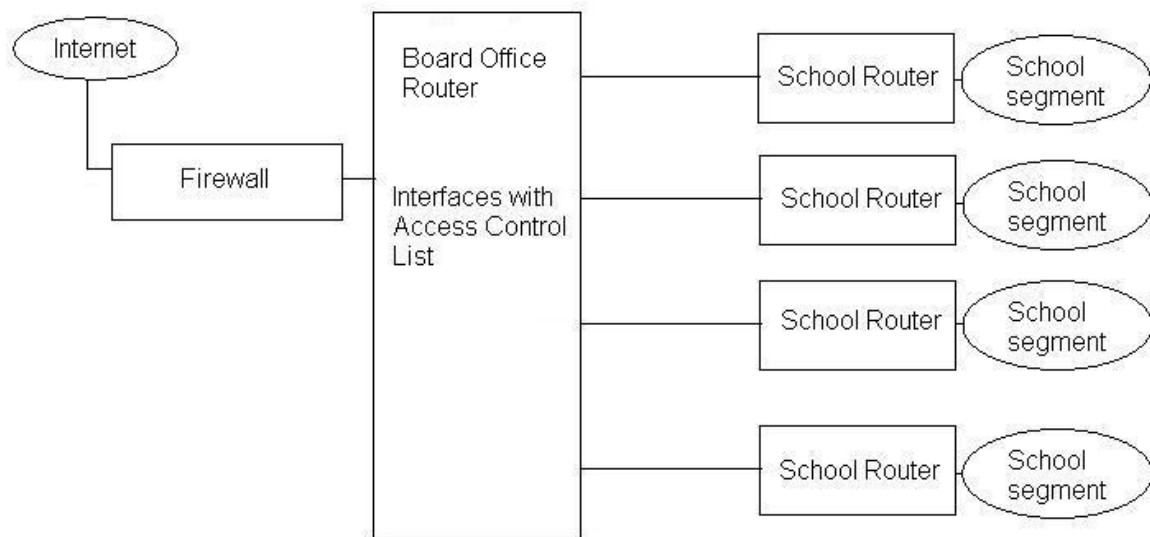 Internet
Firewall
Board Office
Router
Interfaces with
Access Control
List
School Router
School
segment
School Router
School
segment
School Router
School
segment
School Router
School
segment